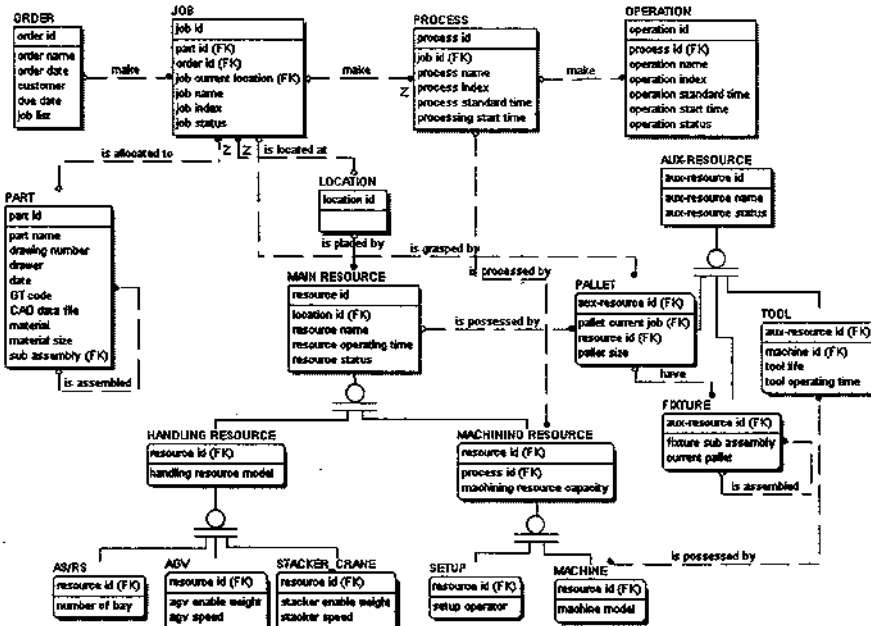 ORDER
order id
order name
order date
customer
due date
job list
make
JOB
job id
part id (FK)
order id (FK)
job current location (FK)
job name
job index
job status
make
PROCESS
process id
job id (FK)
process name
process index
process standard time
processing start time
Z
make
OPERATION
operation id
process id (FK)
operation name
operation index
operation standard time
operation start time
operation status
is allocated to
Z
Z
is located at
PART
part id
part name
drawing number
drawer
date
GT code
CAD data file
material
material size
sub assembly (FK)
is assembled
LOCATION
location id
is placed by
is grasped by
is processed by
AUX-RESOURCE
aux-resource id
aux-resource name
aux-resource status
MAIN RESOURCE
resource id
location id (FK)
resource name
resource operating time
resource status
is possessed by
PALLET
aux-resource id (FK)
pallet current job (FK)
resource id (FK)
pallet size
have
TOOL
aux-resource id (FK)
machine id (FK)
tool life
tool operating time
FIXTURE
aux-resource id (FK)
fixture sub assembly
current pallet
is assembled
HANDLING RESOURCE
resource id (FK)
handling resource model
MACHINING RESOURCE
resource id (FK)
process id (FK)
machining resource capacity
is possessed by
AS/RS
resource id (FK)
number of bay
AGV
resource id (FK)
agv enable weight
agv speed
STACKER_CRANE
resource id (FK)
stacker enable weight
stacker speed
SETUP
resource id (FK)
setup operator
MACHINE
resource id (FK)
machine model